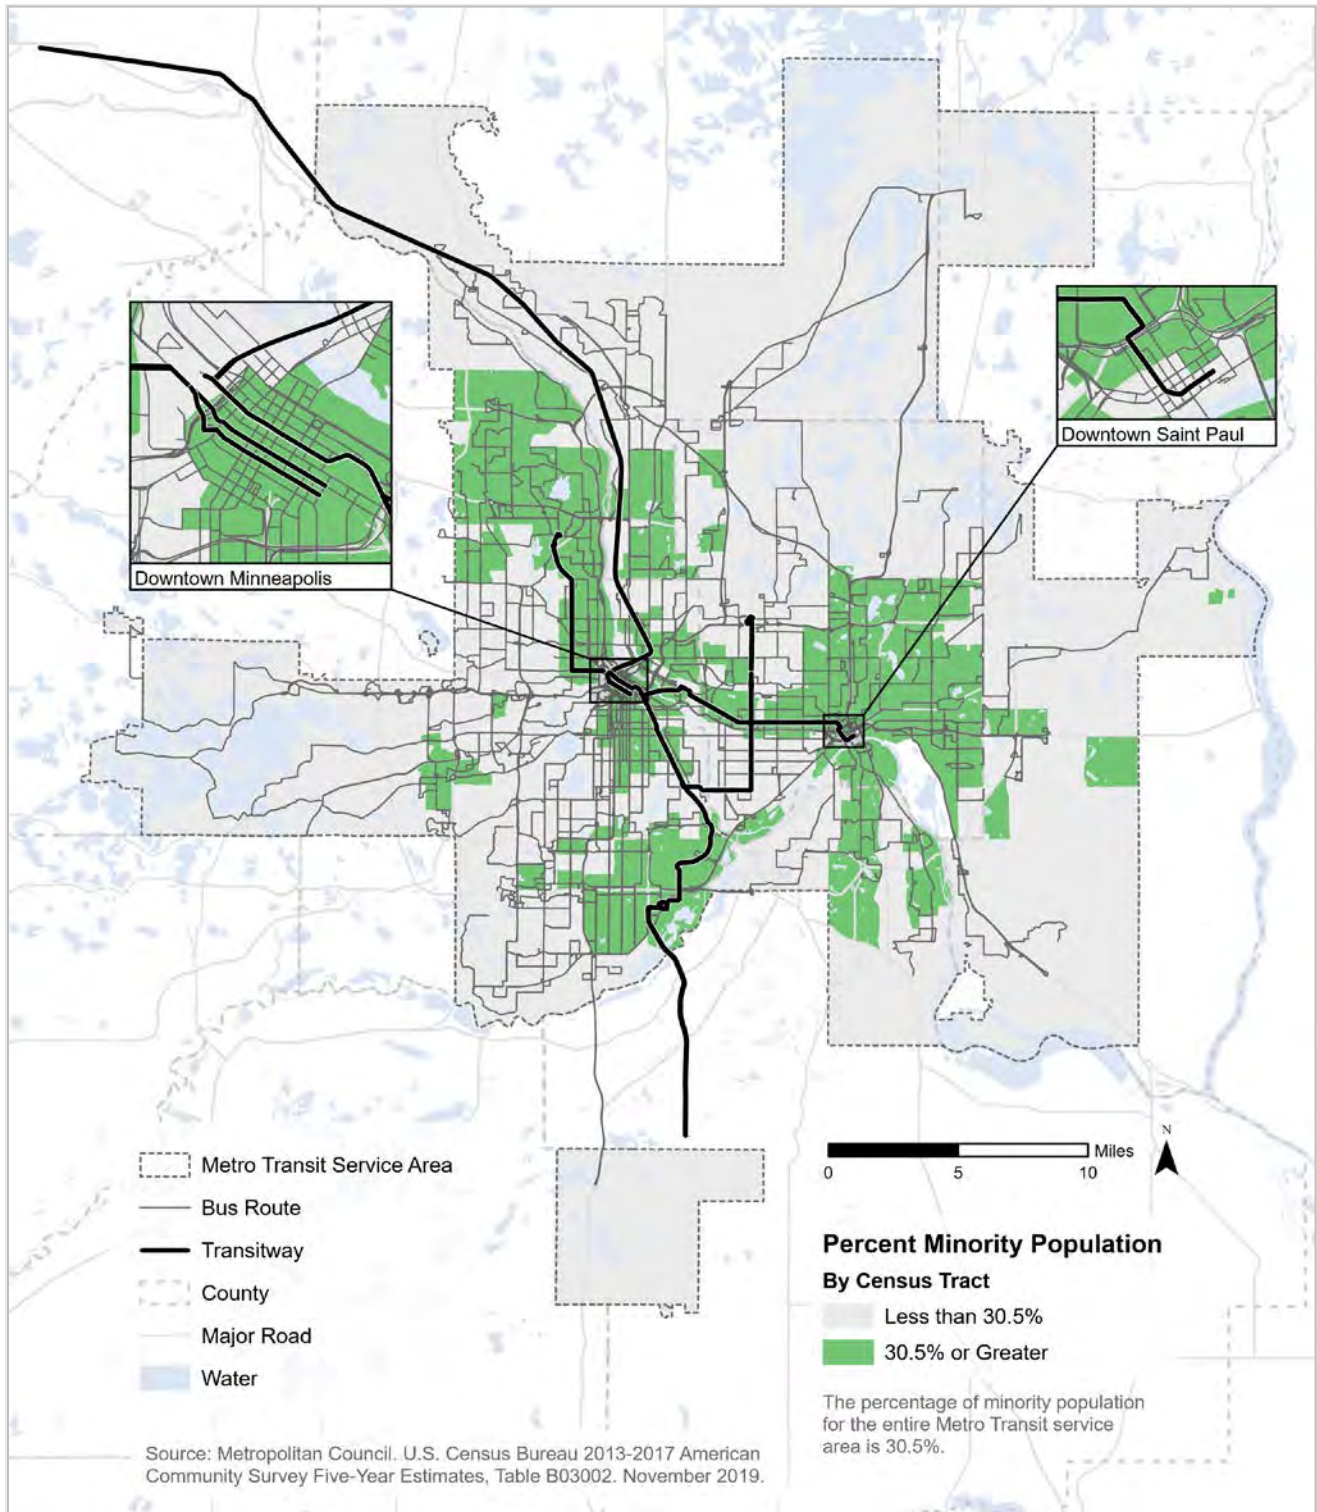 Downtown Minneapolis
Downtown Saint Paul
Metro Transit Service Area
Bus Route
Transitway
County
Major Road
Water
Miles
0 5 10
N
Percent Minority Population
By Census Tract
Less than 30.5%
30.5% or Greater
The percentage of minority population
for the entire Metro Transit service
area is 30.5%.
Source: Metropolitan Council. U.S. Census Bureau 2013-2017 American
Community Survey Five-Year Estimates, Table B03002. November 2019.